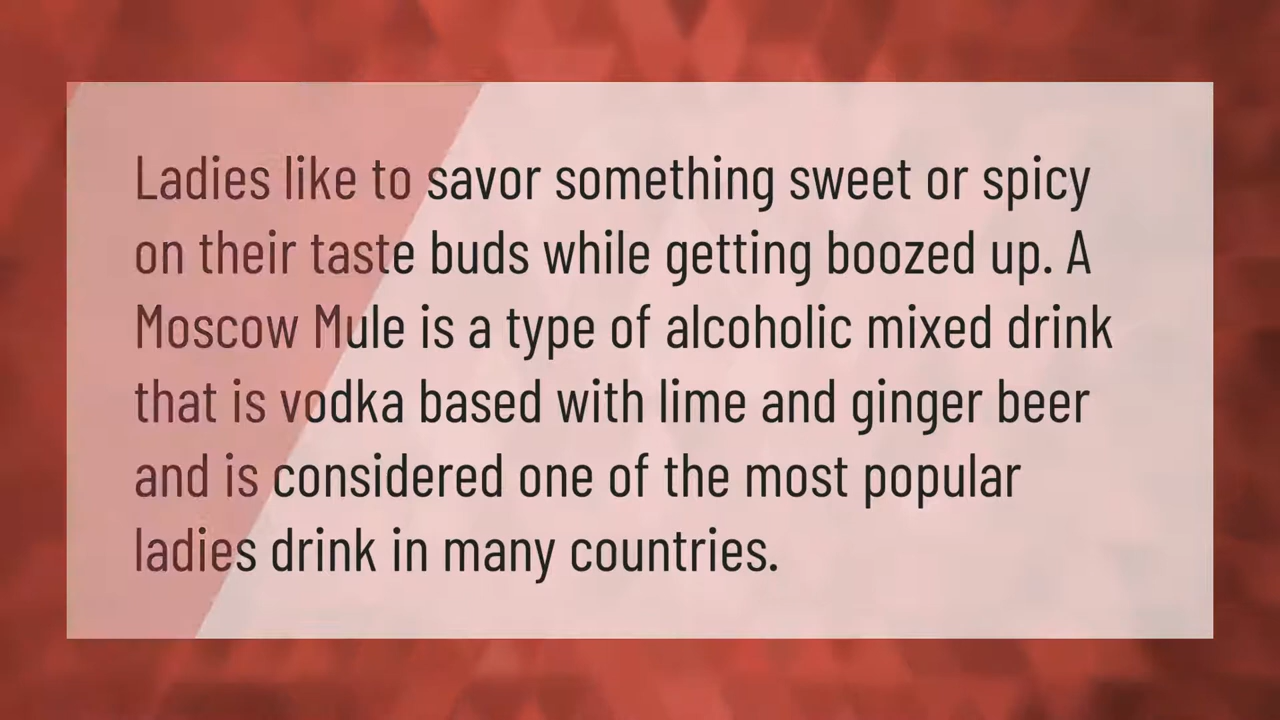 Ladies like to savor something sweet or spicy
on their taste buds while getting boozed up. A
Moscow Mule is a type of alcoholic mixed drink
that is vodka based with lime and ginger beer
and is considered one of the most popular
ladies drink in many countries.